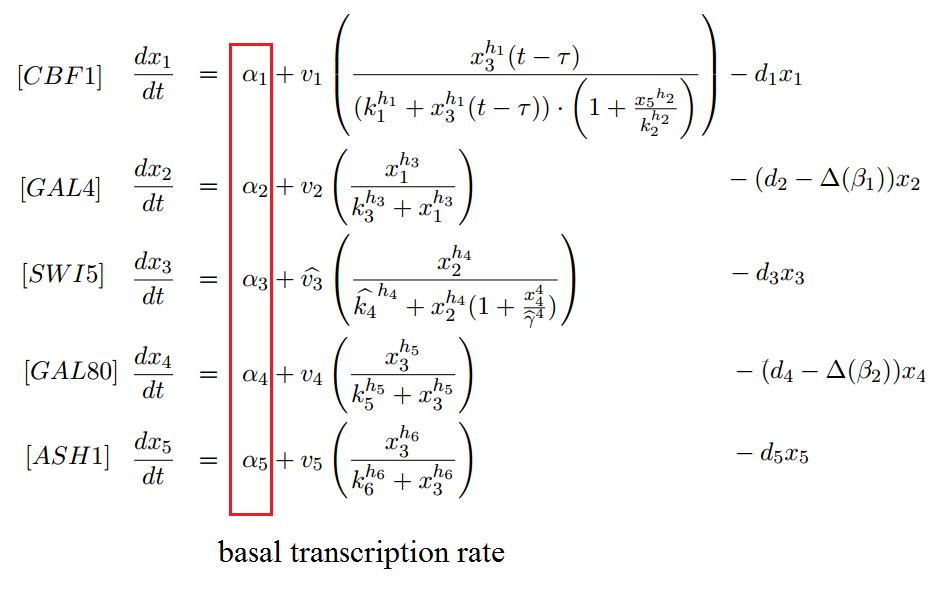 [CBF1] dx₁/dt = α₁ + v₁ ( x₃^h₁(t − τ) / ((k₁^h₁ + x₃^h₁(t − τ)) · (1 + x₅^h₂/k₂^h₂)) ) − d₁x₁
[GAL4] dx₂/dt = α₂ + v₂ ( x₁^h₃ / (k₃^h₃ + x₁^h₃) ) − (d₂ − Δ(β₁))x₂
[SWI5] dx₃/dt = α₃ + v̂₃ ( x₂^h₄ / (k̂₄^h₄ + x₂^h₄(1 + x₄⁴/γ̂⁴)) ) − d₃x₃
[GAL80] dx₄/dt = α₄ + v₄ ( x₃^h₅ / (k₅^h₅ + x₃^h₅) ) − (d₄ − Δ(β₂))x₄
[ASH1] dx₅/dt = α₅ + v₅ ( x₃^h₆ / (k₆^h₆ + x₃^h₆) ) − d₅x₅
basal transcription rate